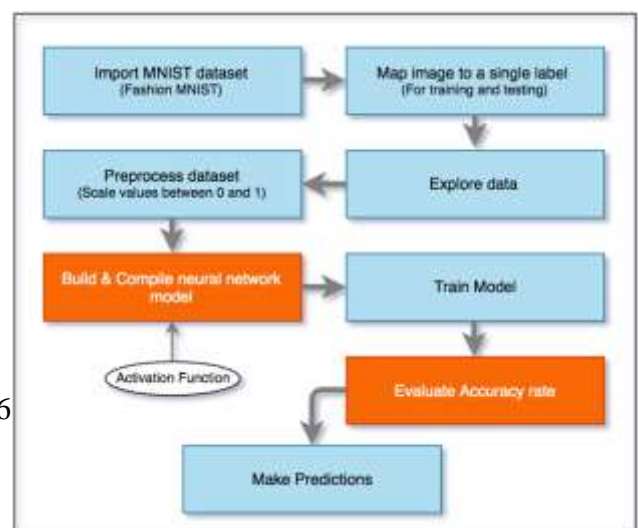 Import MNIST dataset
(Fashion MNIST)
Map image to a single label
(For training and testing)
Explore data
Preprocess dataset
(Scale values between 0 and 1)
Build & Compile neural network
model
Train Model
Activation Function
Evaluate Accuracy rate
6
Make Predictions